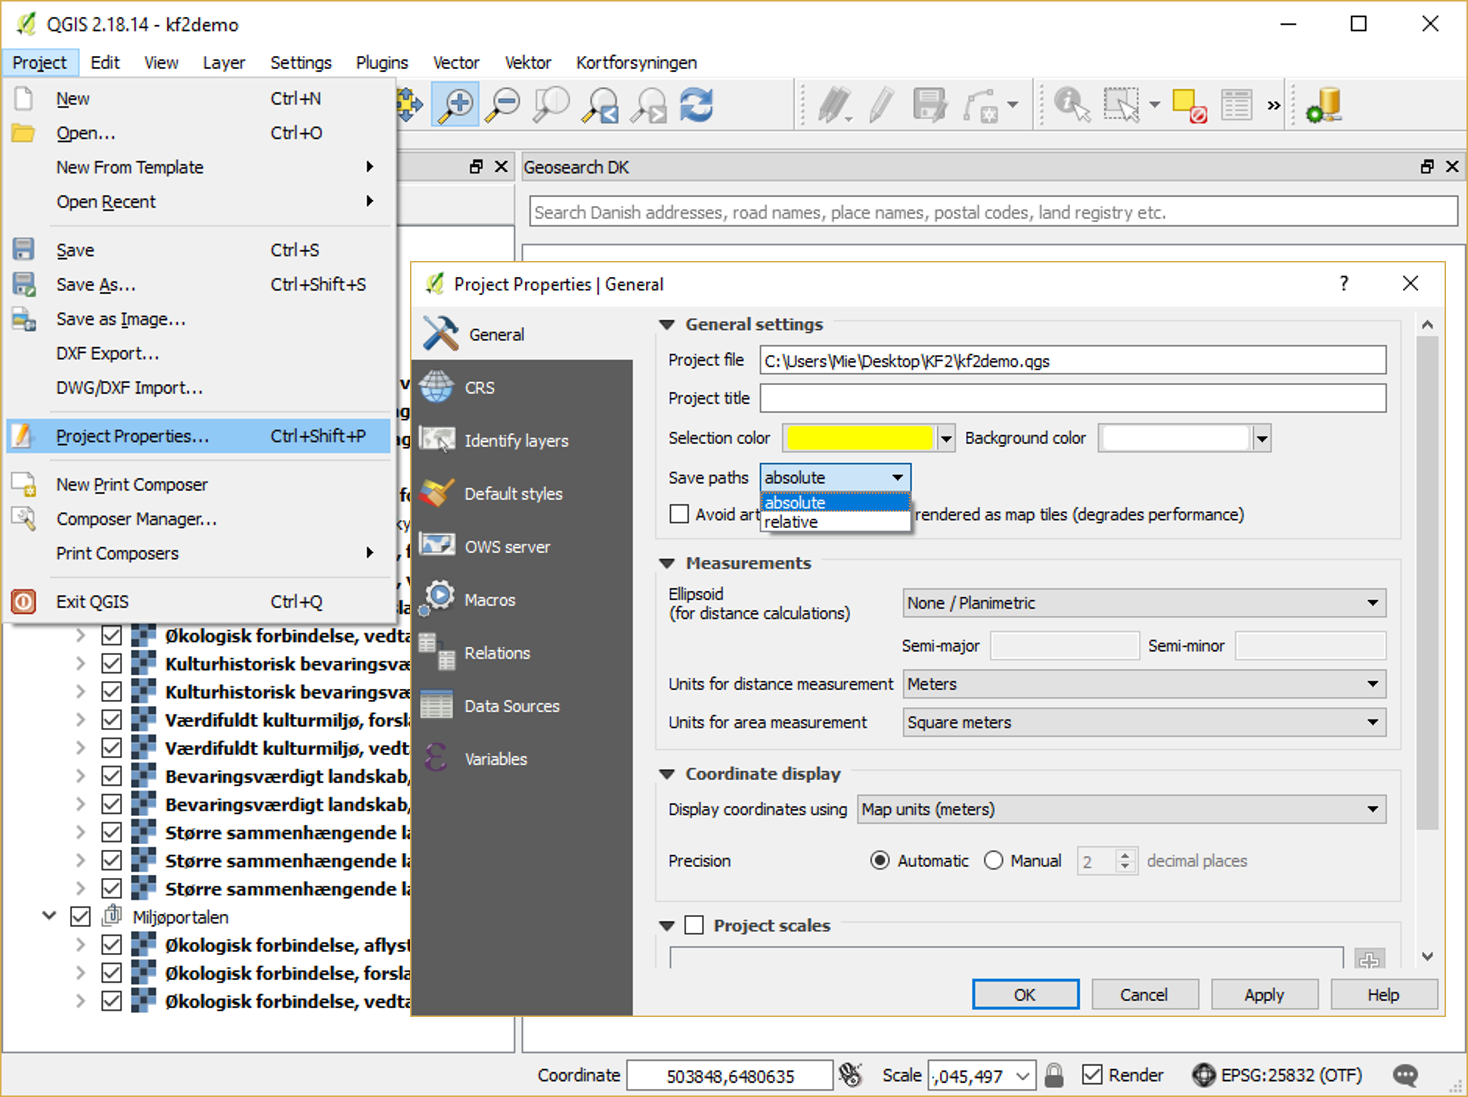 QGIS 2.18.14 - kf2demo
Project Edit View Layer Settings Plugins Vector Vektor Kortforsyningen
New Ctrl+N
Open... Ctrl+O
New From Template
Open Recent
Save Ctrl+S
Save As... Ctrl+Shift+S
Save as Image...
DXF Export...
DWG/DXF Import...
Project Properties... Ctrl+Shift+P
New Print Composer
Composer Manager...
Print Composers
Exit QGIS Ctrl+Q
Økologisk forbindelse, vedta
Kulturhistorisk bevaringsvæ
Kulturhistorisk bevaringsvæ
Værdifuldt kulturmiljø, forsla
Værdifuldt kulturmiljø, vedt
Bevaringsværdigt landskab,
Bevaringsværdigt landskab,
Større sammenhængende la
Større sammenhængende la
Større sammenhængende la
Miljøportalen
Økologisk forbindelse, aflyst
Økologisk forbindelse, forsla
Økologisk forbindelse, vedta
Geosearch DK
Search Danish addresses, road names, place names, postal codes, land registry etc.
Project Properties | General ?
General
CRS
Identify layers
Default styles
OWS server
Macros
Relations
Data Sources
Variables
General settings
Project file C:\Users\Mie\Desktop\KF2\kf2demo.qgs
Project title
Selection color Background color
Save paths absolute
absolute
relative
Avoid art rendered as map tiles (degrades performance)
Measurements
Ellipsoid
(for distance calculations) None / Planimetric
Semi-major Semi-minor
Units for distance measurement Meters
Units for area measurement Square meters
Coordinate display
Display coordinates using Map units (meters)
Precision Automatic Manual 2 decimal places
Project scales
OK Cancel Apply Help
Coordinate 503848,6480635 Scale ,045,497 Render EPSG:25832 (OTF)